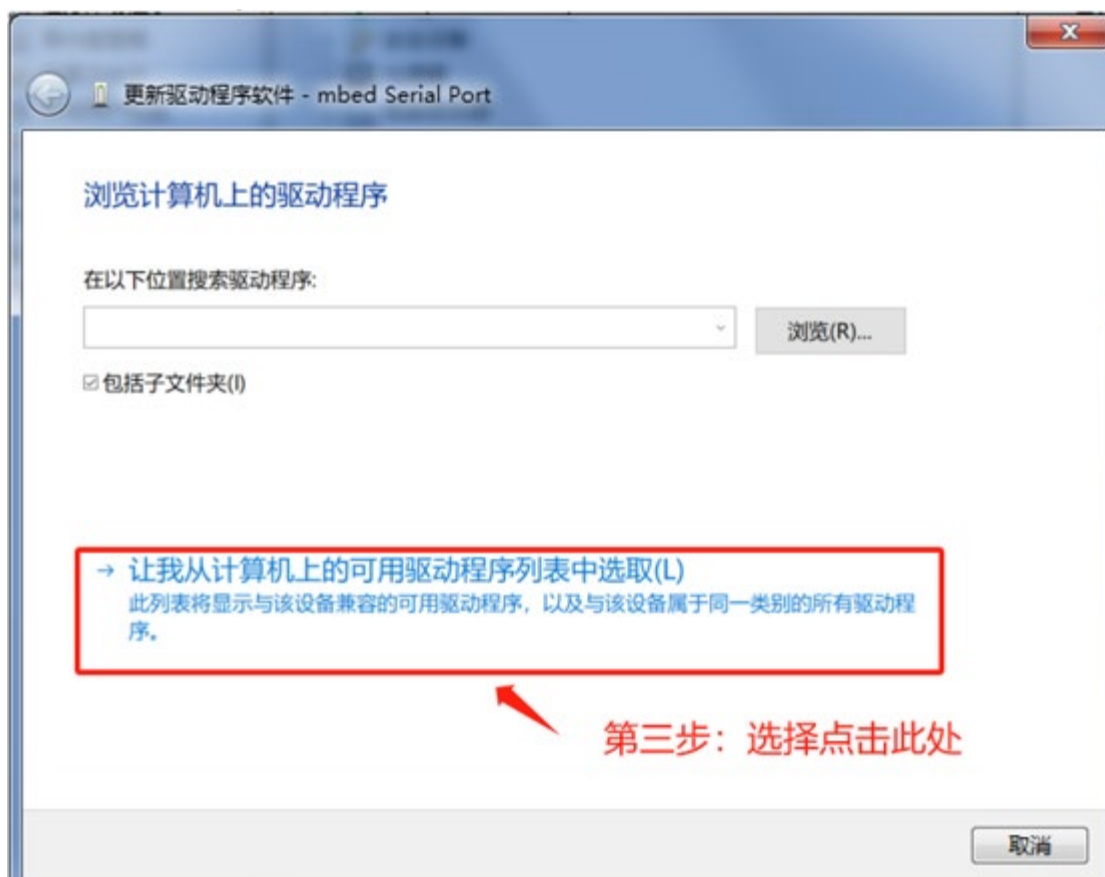 更新驱动程序软件 - mbed Serial Port
浏览计算机上的驱动程序
在以下位置搜索驱动程序:
浏览(R)...
包括子文件夹(I)
→ 让我从计算机上的可用驱动程序列表中选取(L)
此列表将显示与该设备兼容的可用驱动程序，以及与该设备属于同一类别的所有驱动程
序。
第三步：选择点击此处
取消